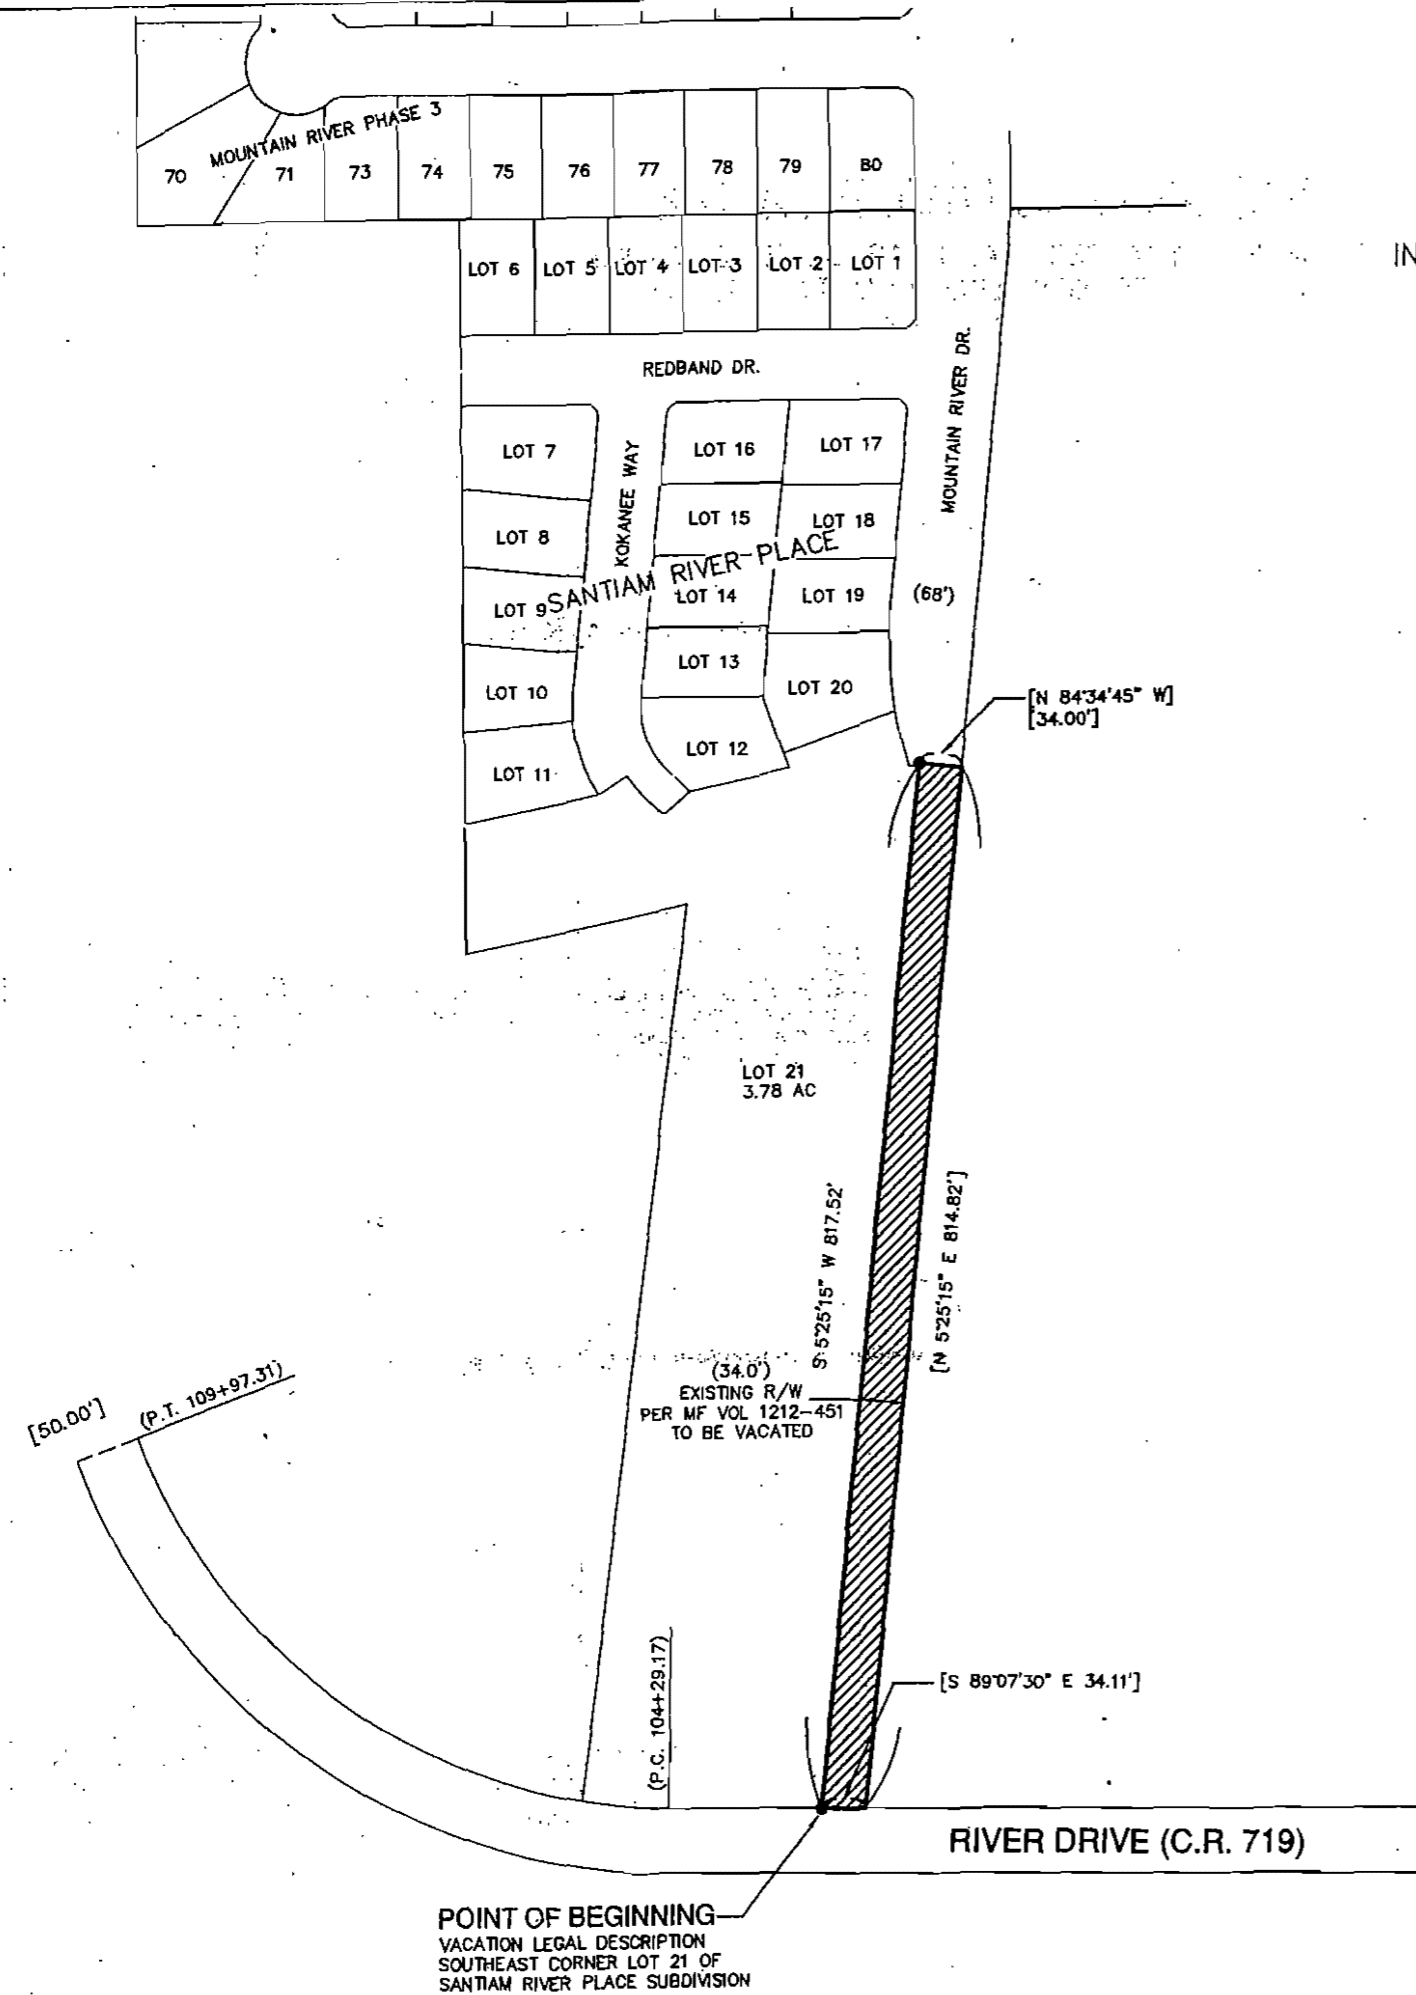 MOUNTAIN RIVER PHASE 3
70
71
73
74
75
76
77
78
79
80
IN
LOT 6
LOT 5
LOT 4
LOT 3
LOT 2
LOT 1
REDBAND DR.
MOUNTAIN RIVER DR.
LOT 7
KOKANEE WAY
LOT 16
LOT 17
LOT 8
LOT 15
LOT 18
SANTIAM RIVER PLACE
LOT 9
LOT 14
LOT 19
(68')
LOT 13
LOT 10
LOT 20
[N 84°34'45" W]
[34.00']
LOT 12
LOT 11
LOT 21
3.78 AC
S 5°25'15" W 817.52'
[N 5°25'15" E 814.82']
(34.0')
EXISTING R/W
PER MF VOL 1212-451
TO BE VACATED
[50.00']
(P.T. 109+97.31)
(P.C. 104+29.17)
[S 89°07'30" E 34.11']
RIVER DRIVE (C.R. 719)
POINT OF BEGINNING
VACATION LEGAL DESCRIPTION
SOUTHEAST CORNER LOT 21 OF
SANTIAM RIVER PLACE SUBDIVISION